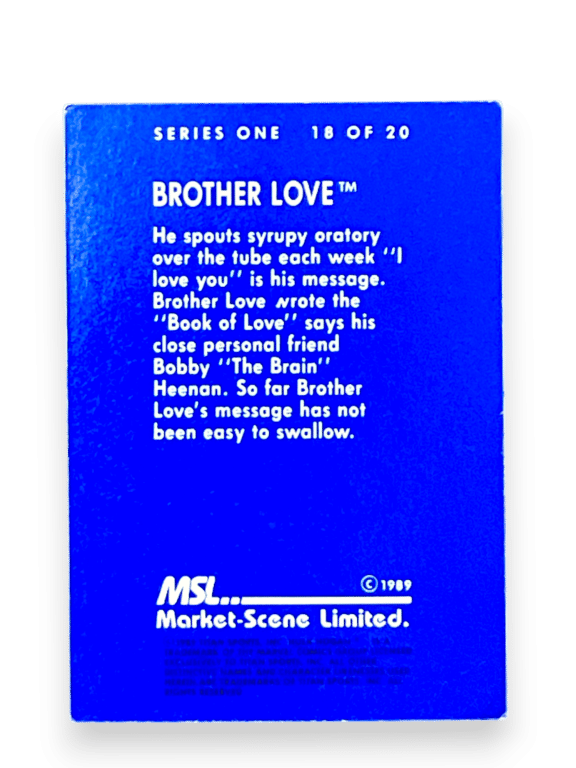 SERIES ONE 18 OF 20
BROTHER LOVE™
He spouts syrupy oratory
over the tube each week "I
love you" is his message.
Brother Love wrote the
"Book of Love" says his
close personal friend
Bobby "The Brain"
Heenan. So far Brother
Love's message has not
been easy to swallow.
MSL... © 1989
Market-Scene Limited.